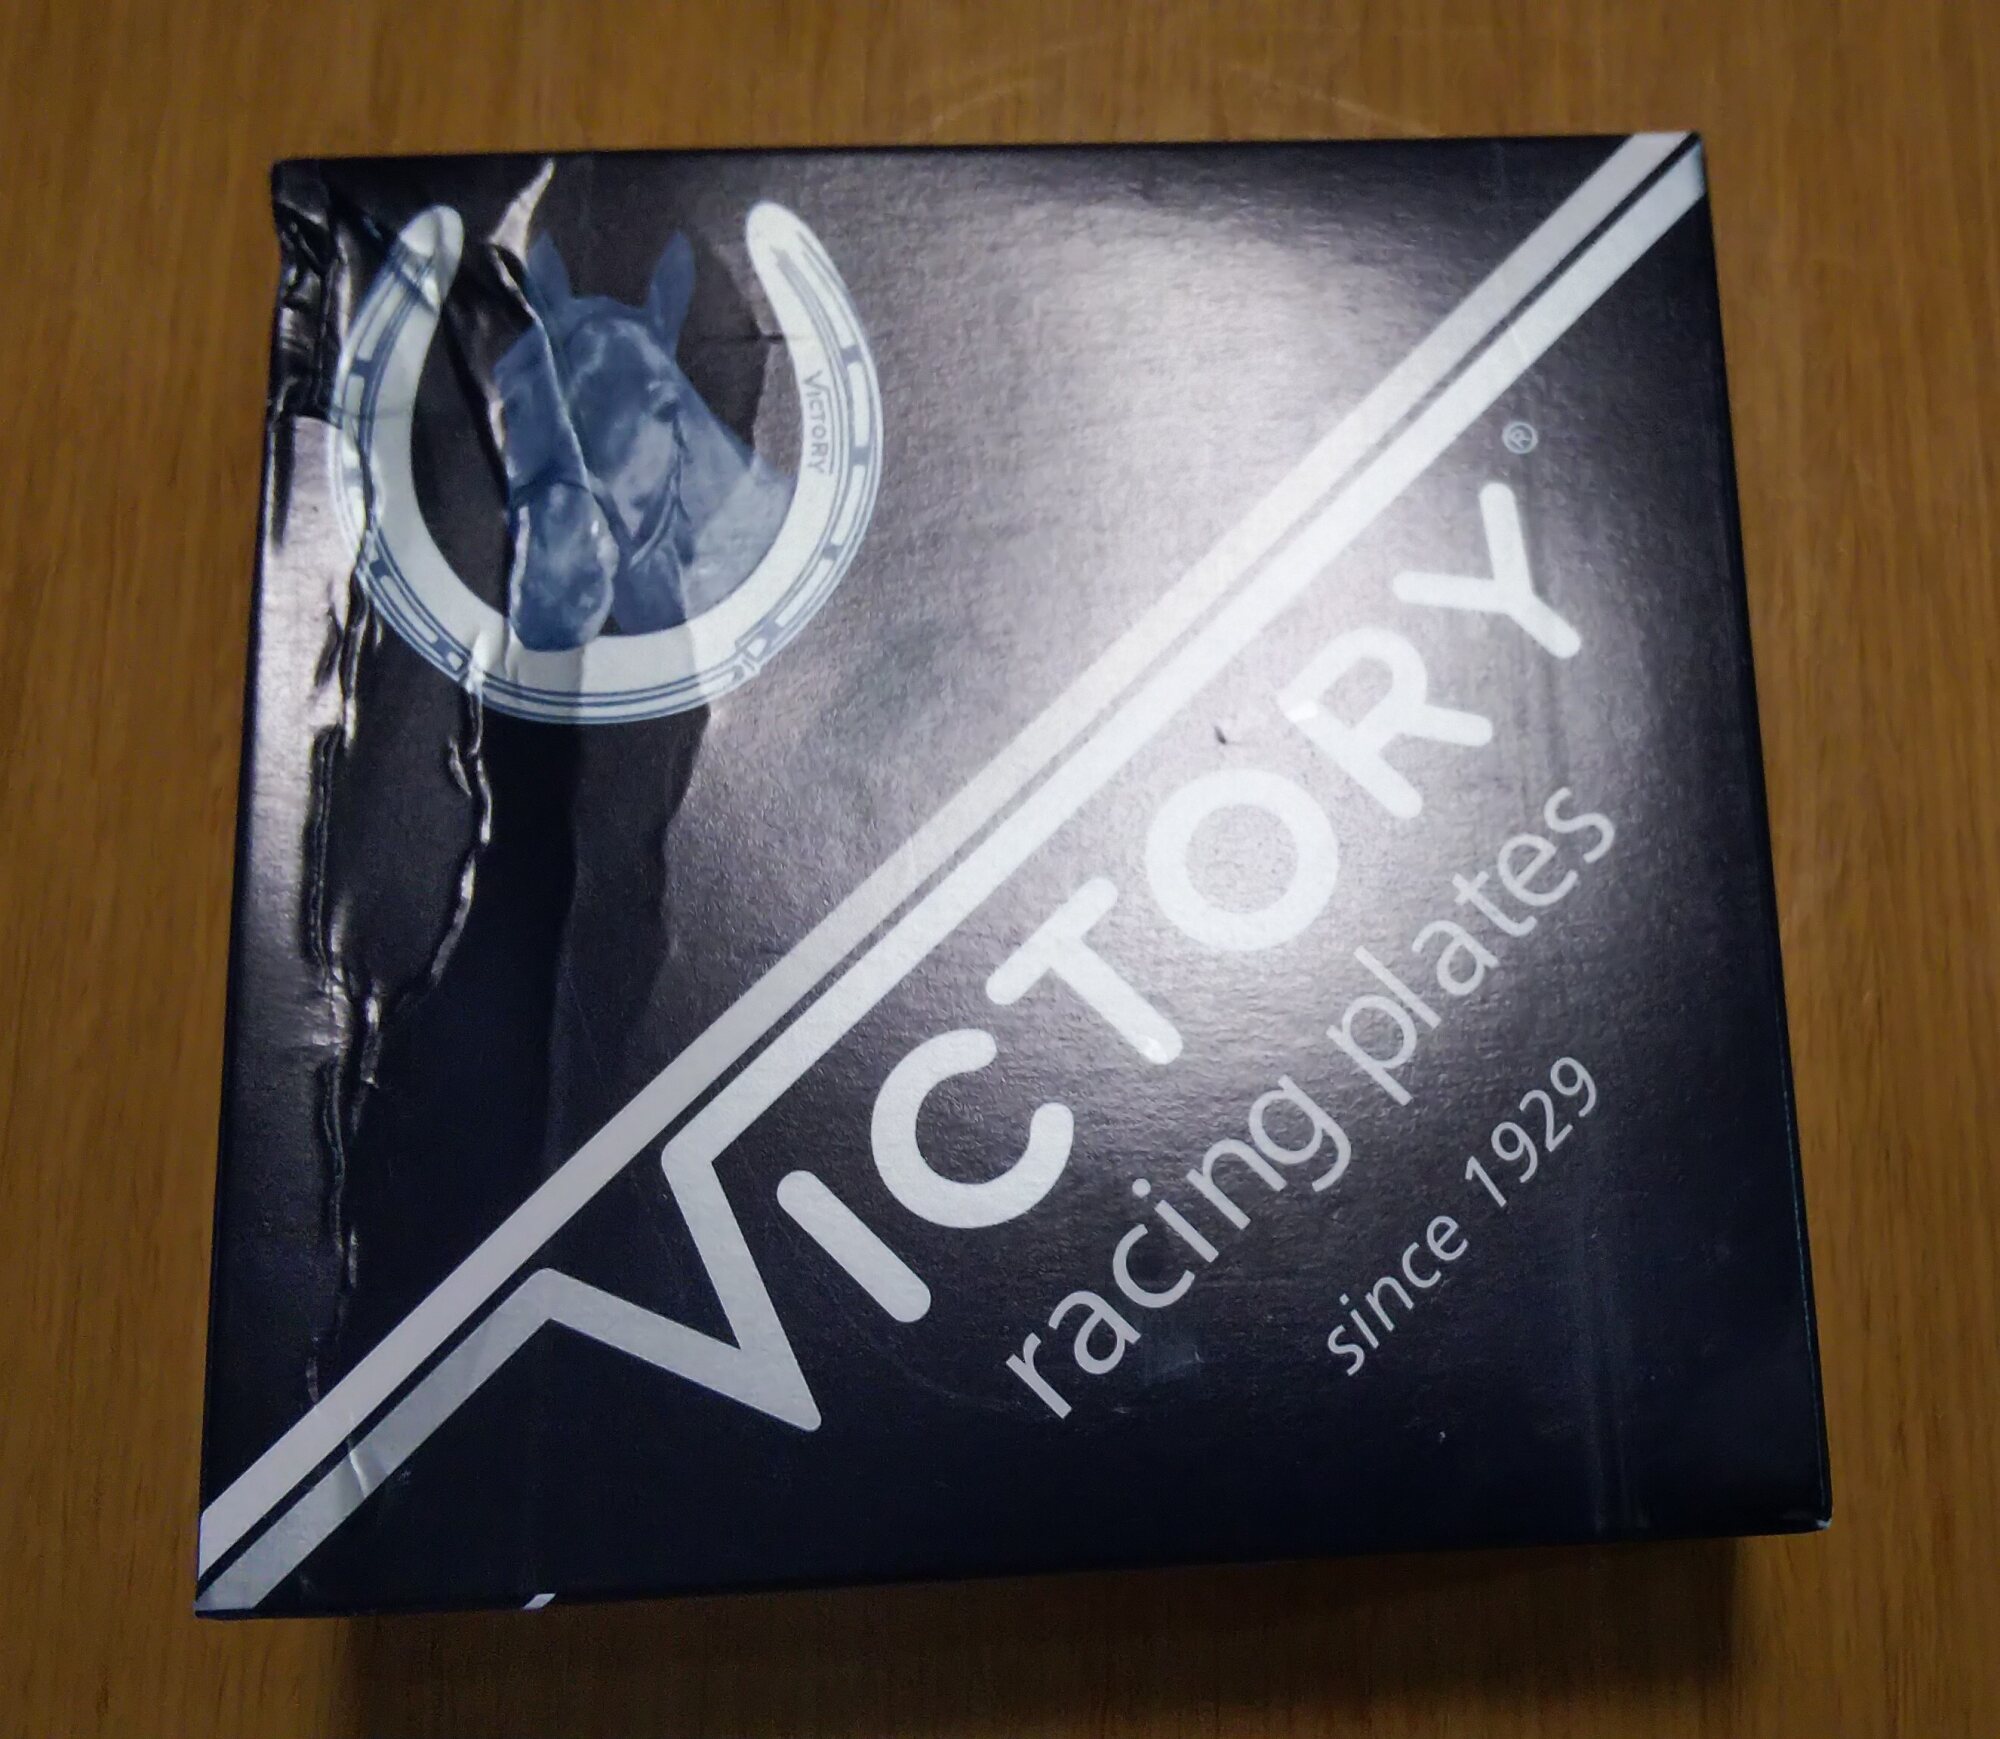 VICTORY
VICTORY®
racing plates
since 1929